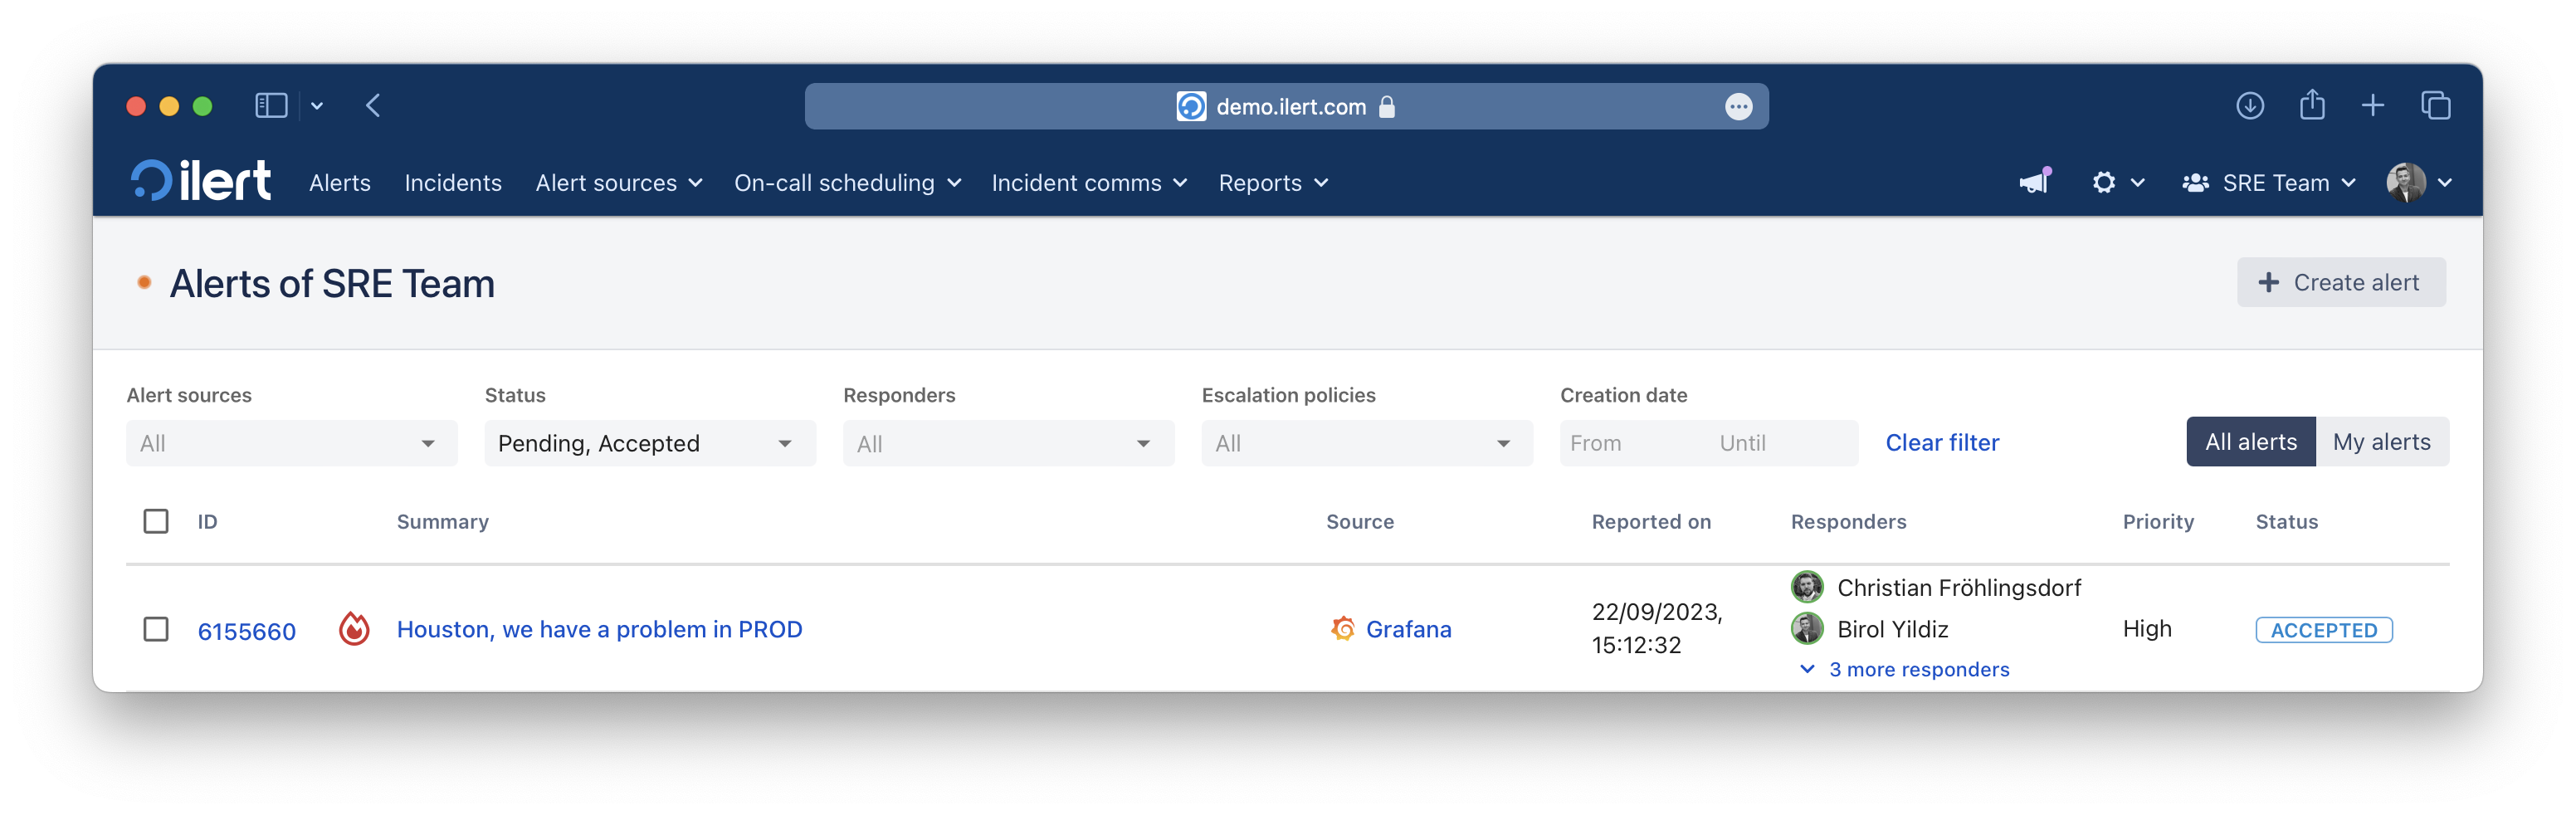 demo.ilert.com
ilert Alerts Incidents Alert sources On-call scheduling Incident comms Reports SRE Team
Alerts of SRE Team
Create alert
Alert sources Status Responders Escalation policies Creation date
All Pending, Accepted All All From Until Clear filter All alerts My alerts
ID Summary Source Reported on Responders Priority Status
6155660 Houston, we have a problem in PROD Grafana 22/09/2023, 15:12:32 Christian Fröhlingsdorf Birol Yildiz High ACCEPTED
3 more responders